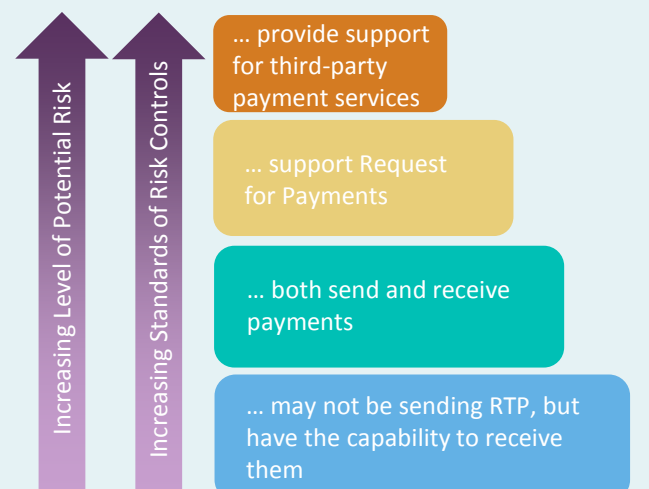 Increasing Level of Potential Risk
Increasing Standards of Risk Controls
... provide support
for third-party
payment services
... support Request
for Payments
... both send and receive
payments
... may not be sending RTP, but
have the capability to receive
them